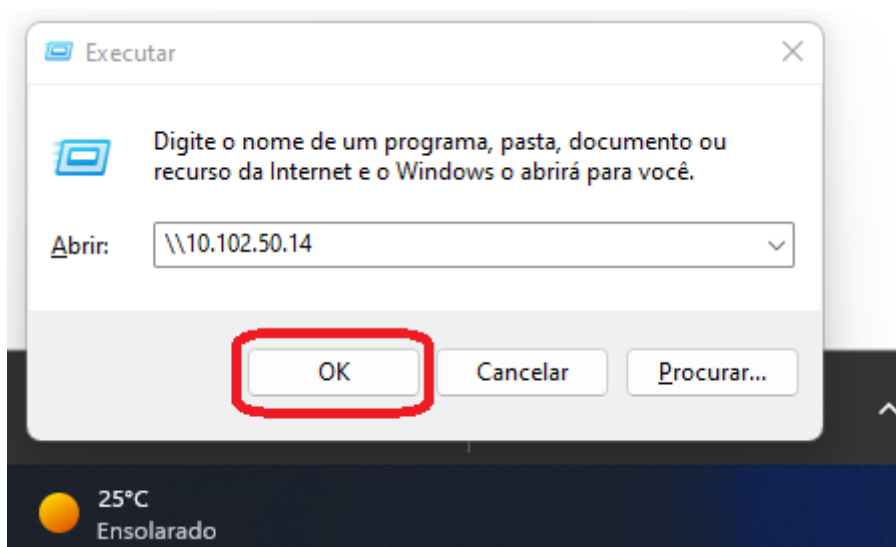 Executar
Digite o nome de um programa, pasta, documento ou
recurso da Internet e o Windows o abrirá para você.
Abrir:
\\10.102.50.14
OK
Cancelar
Procurar...
25°C
Ensolarado